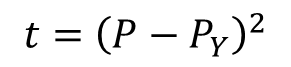 t = (P − P_Y)²